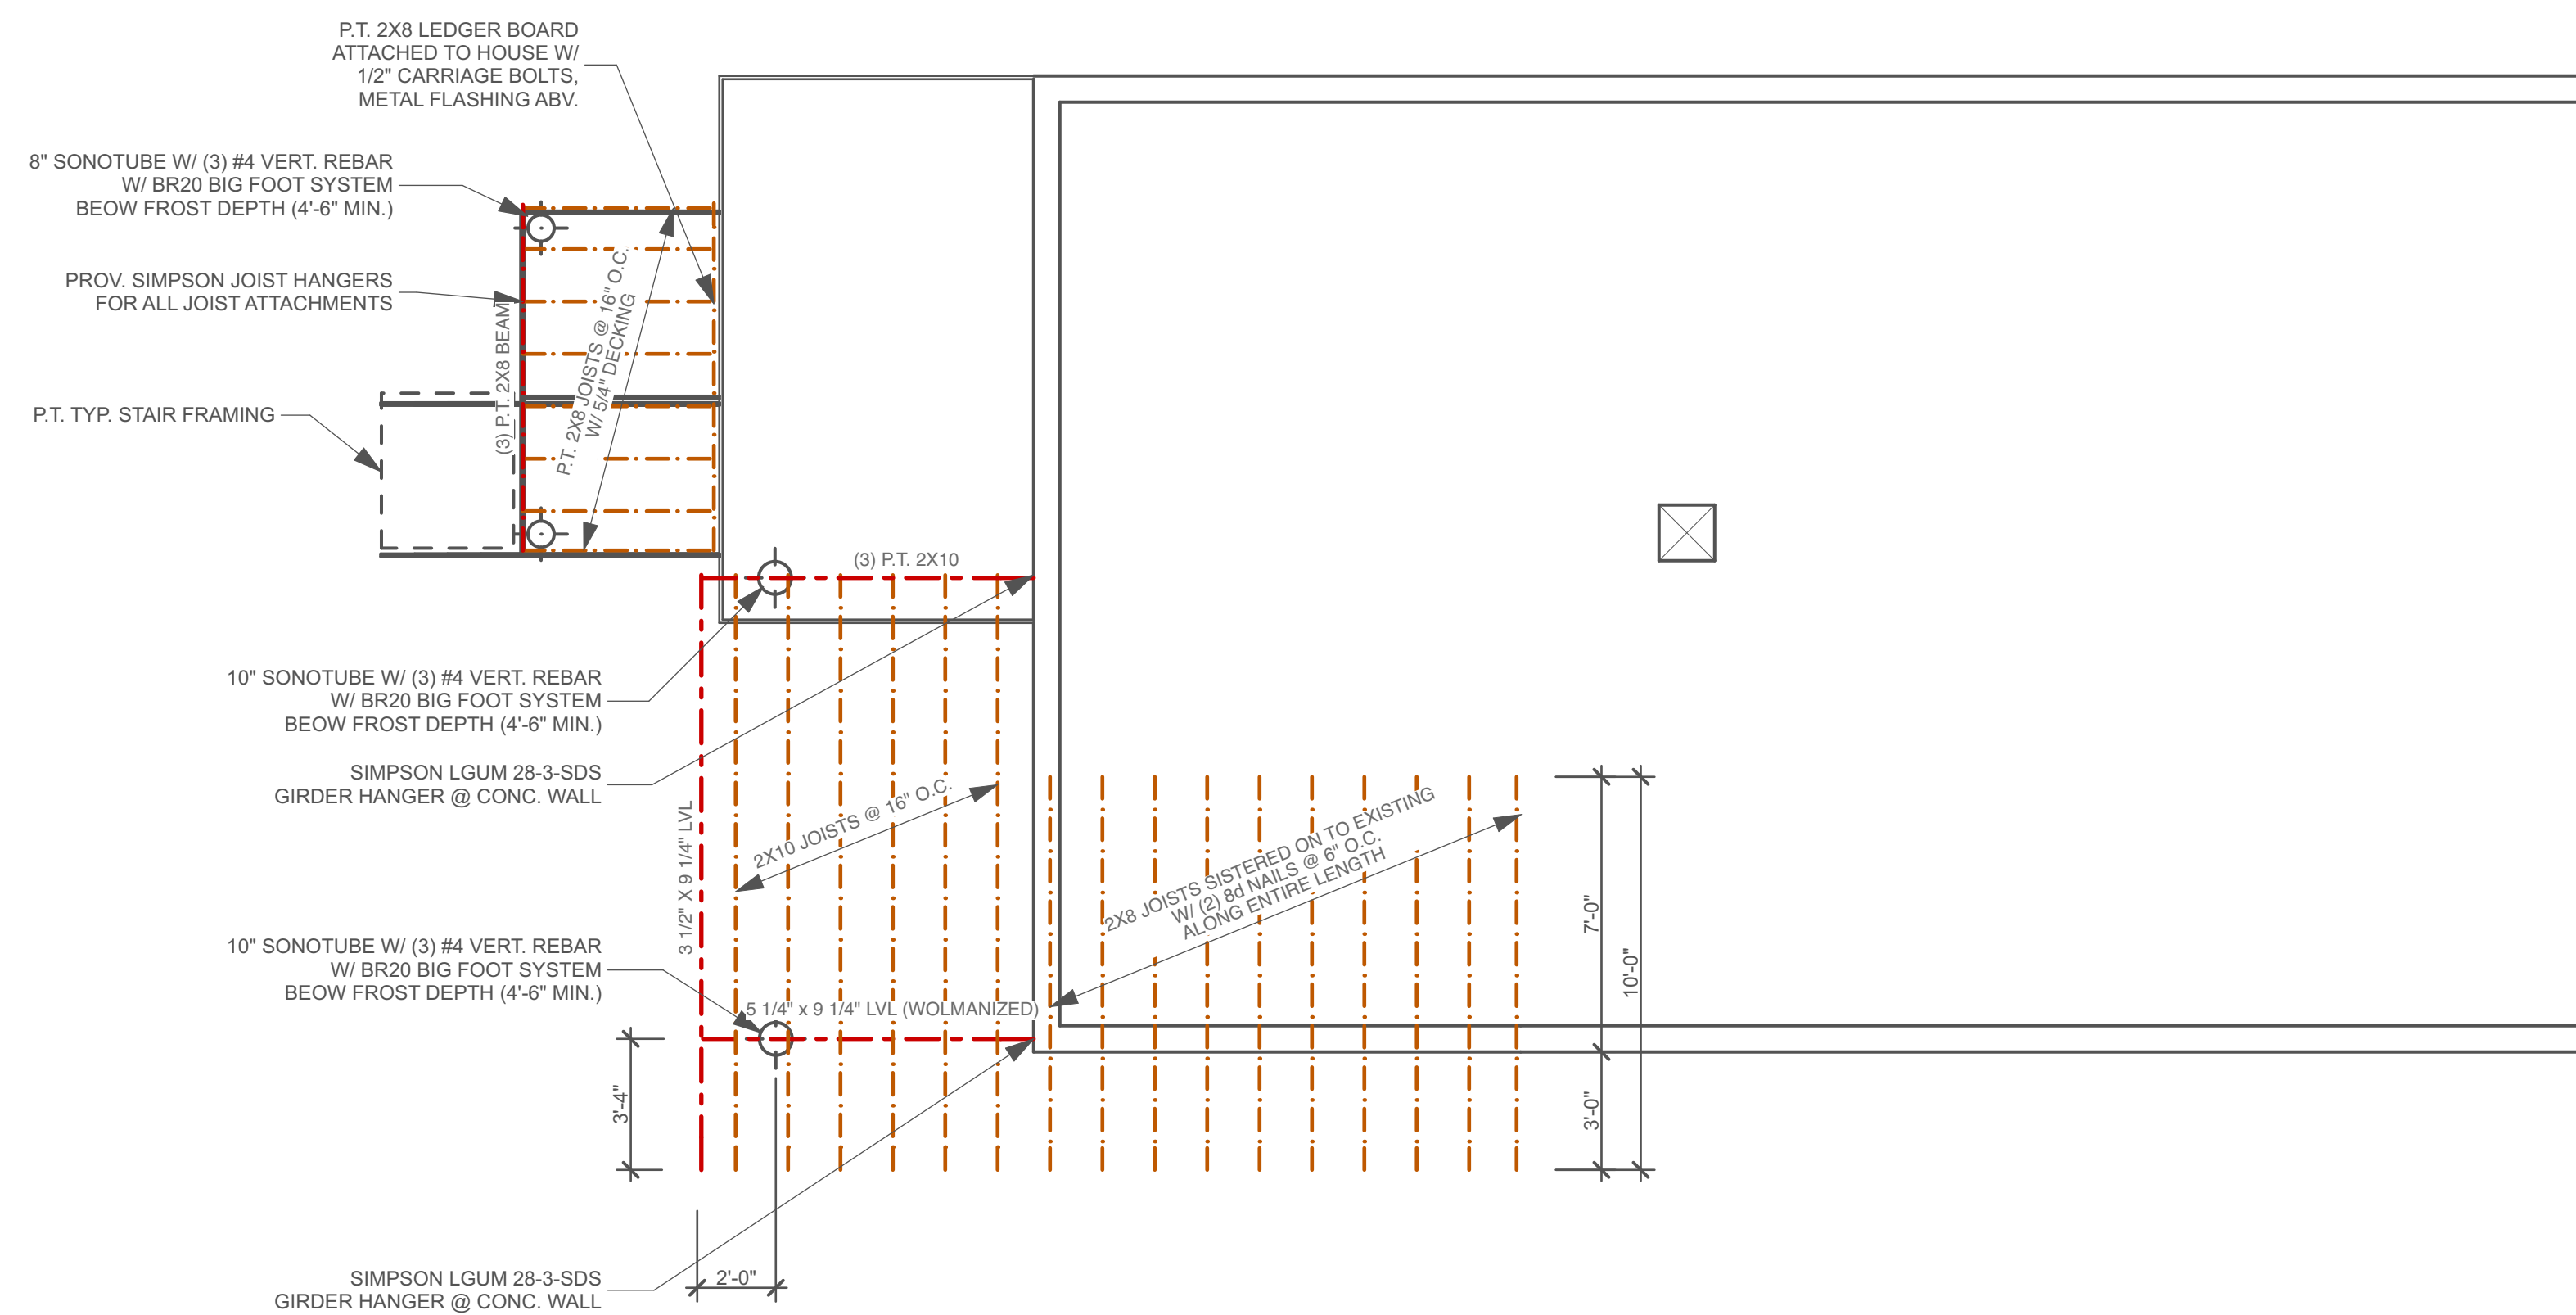 P.T. 2X8 LEDGER BOARD
ATTACHED TO HOUSE W/
1/2" CARRIAGE BOLTS,
METAL FLASHING ABV.
8" SONOTUBE W/ (3) #4 VERT. REBAR
W/ BR20 BIG FOOT SYSTEM
BEOW FROST DEPTH (4'-6" MIN.)
PROV. SIMPSON JOIST HANGERS
FOR ALL JOIST ATTACHMENTS
(3) P.T. 2X8 BEAM
P.T. 2X8 JOISTS @ 16" O.C.
W/ 5/4" DECKING
P.T. TYP. STAIR FRAMING
(3) P.T. 2X10
10" SONOTUBE W/ (3) #4 VERT. REBAR
W/ BR20 BIG FOOT SYSTEM
BEOW FROST DEPTH (4'-6" MIN.)
SIMPSON LGUM 28-3-SDS
GIRDER HANGER @ CONC. WALL
3 1/2" X 9 1/4" LVL
2X10 JOISTS @ 16" O.C.
2X8 JOISTS SISTERED ON TO EXISTING
W/ (2) 8d NAILS @ 6" O.C.
ALONG ENTIRE LENGTH
7'-0"
10'-0"
10" SONOTUBE W/ (3) #4 VERT. REBAR
W/ BR20 BIG FOOT SYSTEM
BEOW FROST DEPTH (4'-6" MIN.)
5 1/4" x 9 1/4" LVL (WOLMANIZED)
3'-4"
3'-0"
2'-0"
SIMPSON LGUM 28-3-SDS
GIRDER HANGER @ CONC. WALL